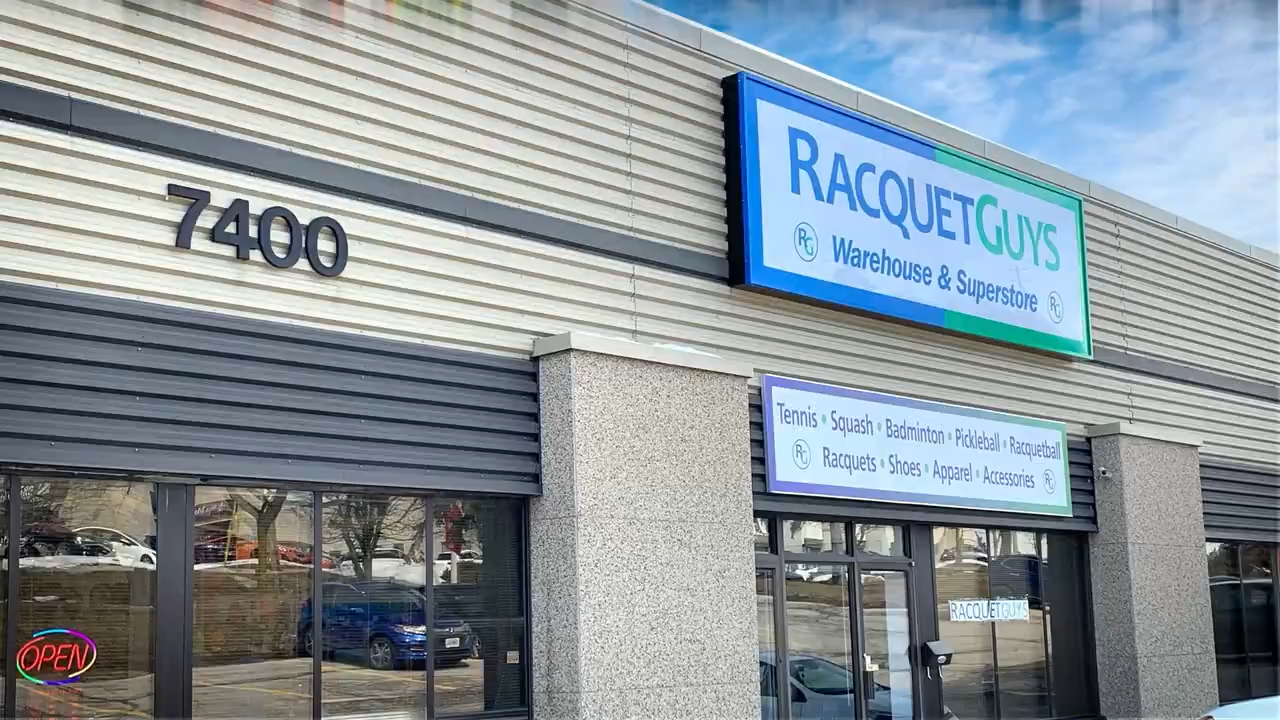 7400
RACQUETGUYS
RG Warehouse & Superstore RG
Tennis • Squash • Badminton • Pickleball • Racquetball
RG Racquets • Shoes • Apparel • Accessories RG
RACQUETGUYS
OPEN